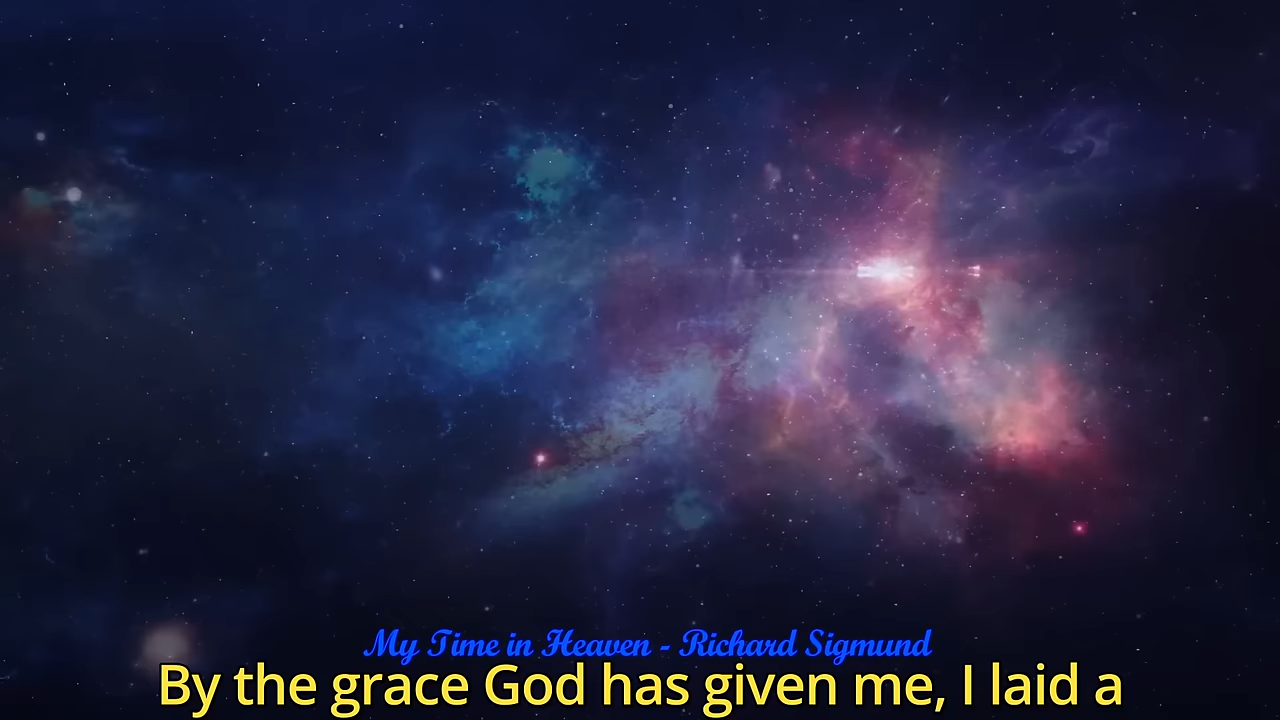 My Time in Heaven - Richard Sigmund
By the grace God has given me, I laid a